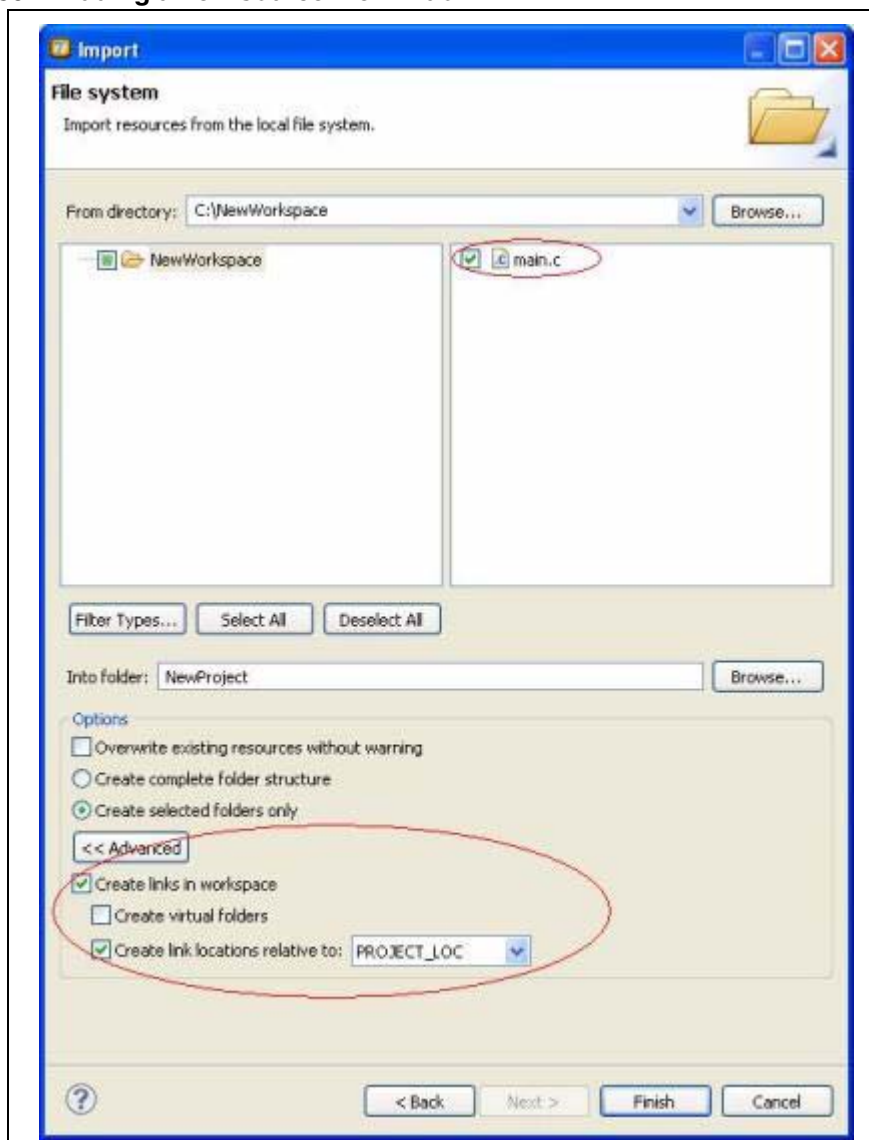 Import
File system
Import resources from the local file system.
From directory: C:\NewWorkspace Browse...
NewWorkspace
main.c
Filter Types... Select All Deselect All
Into folder: NewProject Browse...
Options
Overwrite existing resources without warning
Create complete folder structure
Create selected folders only
<< Advanced
Create links in workspace
Create virtual folders
Create link locations relative to: PROJECT_LOC
? < Back Next > Finish Cancel